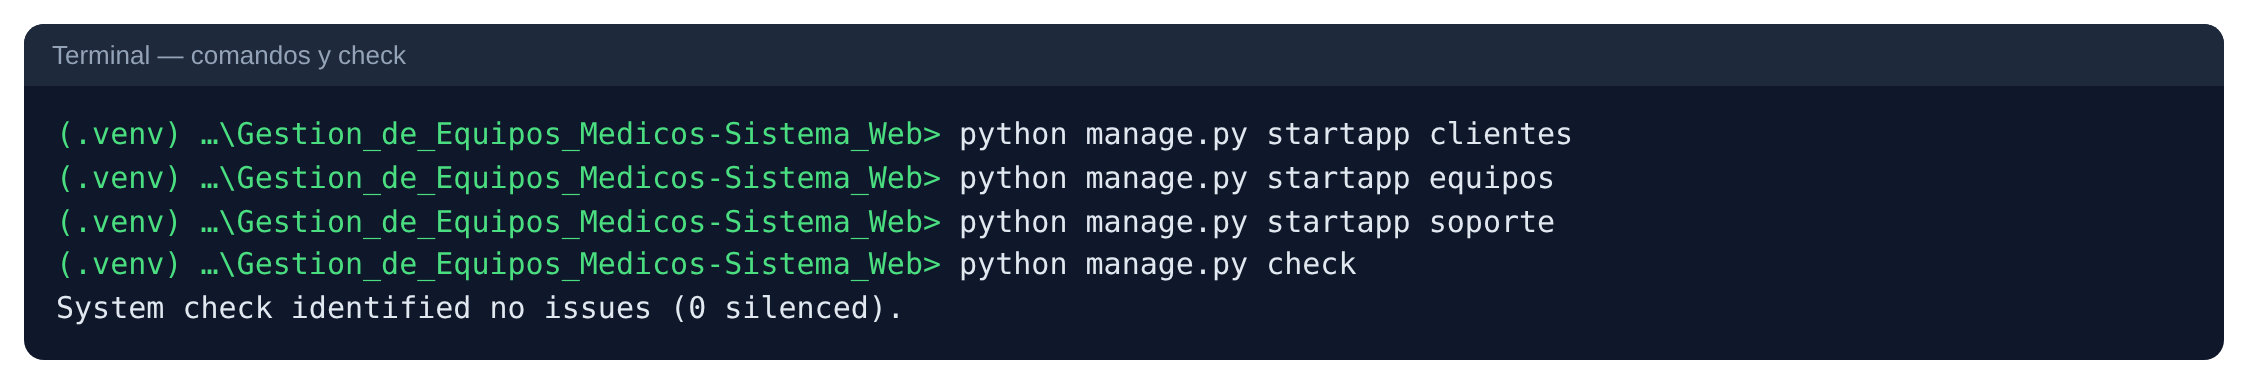 Terminal — comandos y check
(.venv) …\Gestion_de_Equipos_Medicos-Sistema_Web> python manage.py startapp clientes
(.venv) …\Gestion_de_Equipos_Medicos-Sistema_Web> python manage.py startapp equipos
(.venv) …\Gestion_de_Equipos_Medicos-Sistema_Web> python manage.py startapp soporte
(.venv) …\Gestion_de_Equipos_Medicos-Sistema_Web> python manage.py check
System check identified no issues (0 silenced).